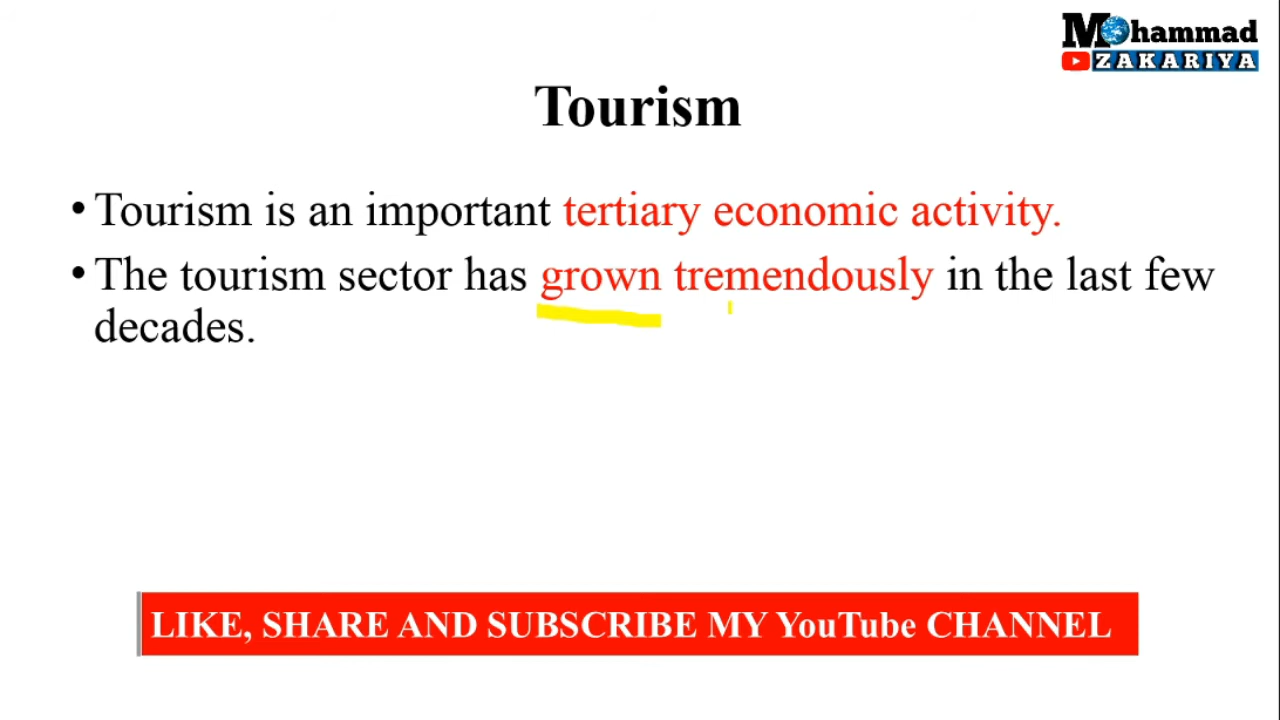 Mohammad
ZAKARIYA
Tourism
• Tourism is an important tertiary economic activity.
• The tourism sector has grown tremendously in the last few
decades.
LIKE, SHARE AND SUBSCRIBE MY YouTube CHANNEL